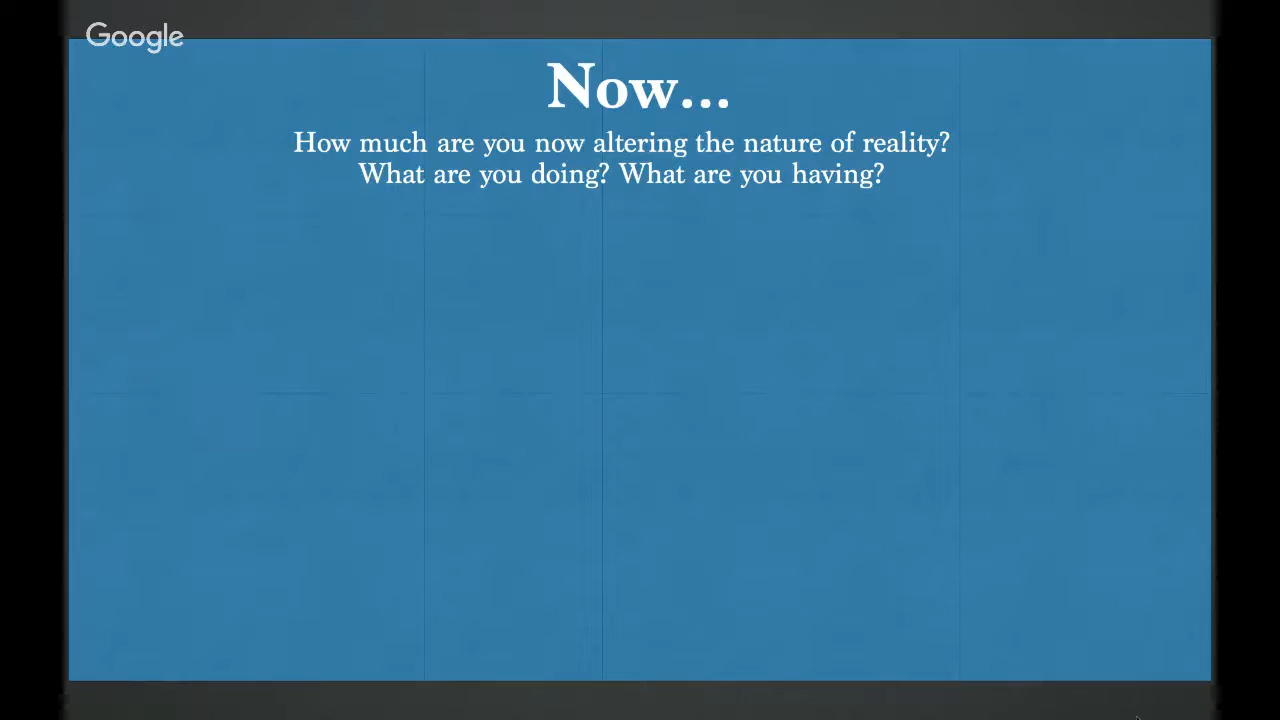 Google
Now...
How much are you now altering the nature of reality?
What are you doing? What are you having?